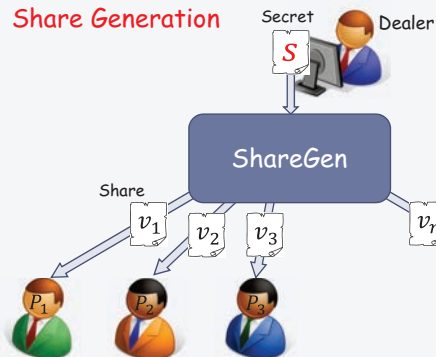 Share Generation
Secret
Dealer
S
ShareGen
Share
v₁
v₂
v₃
P₁
P₂
P₃